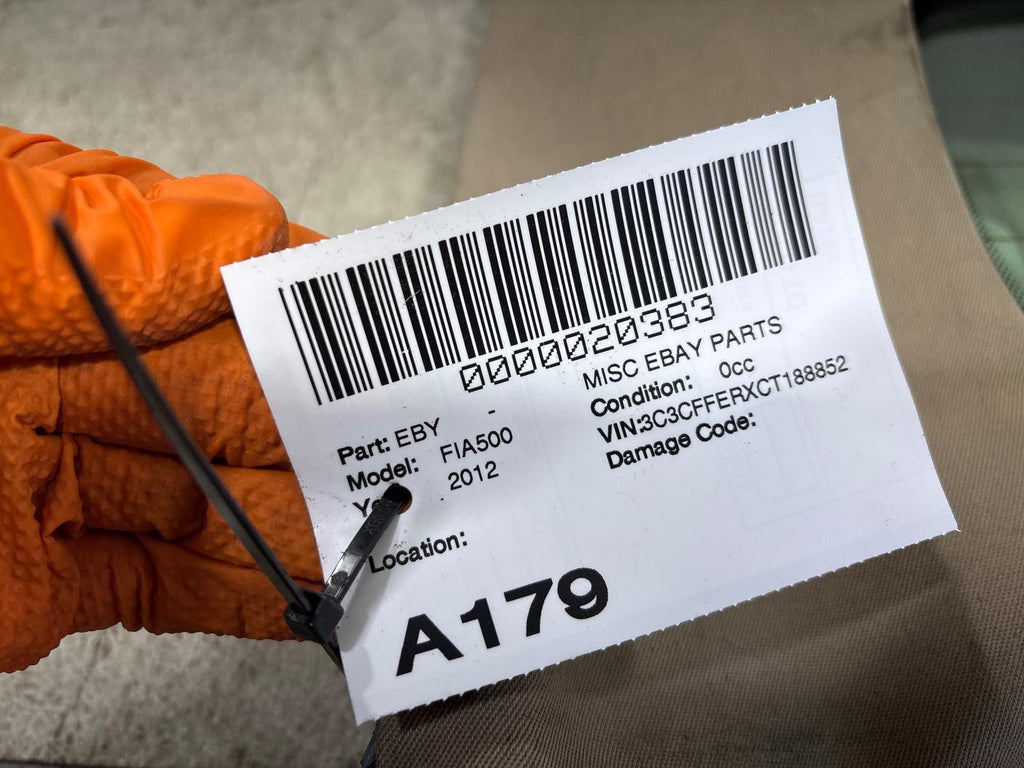 0000020383
Part: EBY - MISC EBAY PARTS
Model: FIA500 Condition: 0cc
2012 VIN:3C3CFFERXCT188852
Damage Code:
Location:
A179